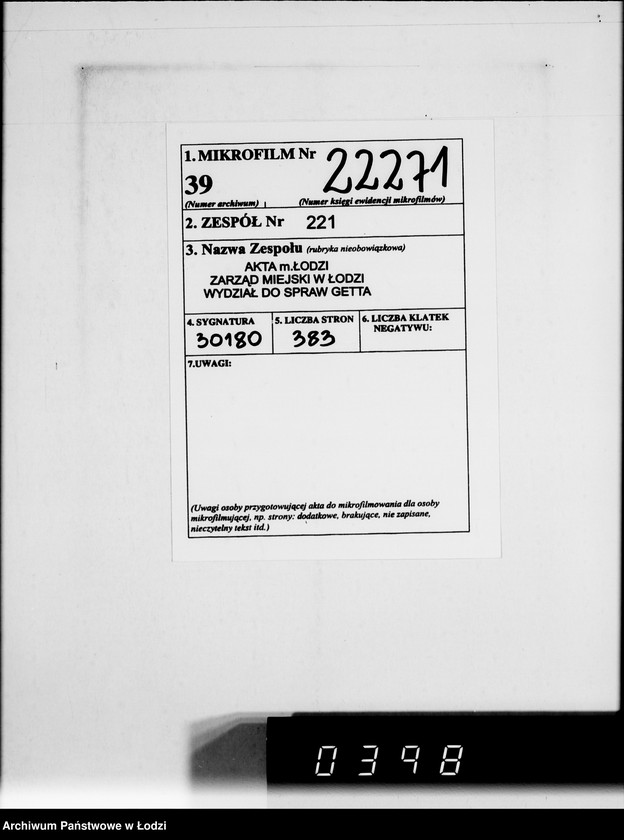 1. MIKROFILM Nr 22271
39
(Numer archiwum) (Numer księgi ewidencji mikrofilmów)
2. ZESPÓŁ Nr 221
3. Nazwa Zespołu (rubryka nieobowiązkowa)
AKTA m.ŁODZI
ZARZĄD MIEJSKI W ŁODZI
WYDZIAŁ DO SPRAW GETTA
4. SYGNATURA 5. LICZBA STRON 6. LICZBA KLATEK
NEGATYWU:
30180 383
7.UWAGI:
(Uwagi osoby przygotowującej akta do mikrofilmowania dla osoby
mikrofilmującej, np. strony: dodatkowe, brakujące, nie zapisane,
nieczytelny tekst itd.)
0398
Archiwum Państwowe w Łodzi